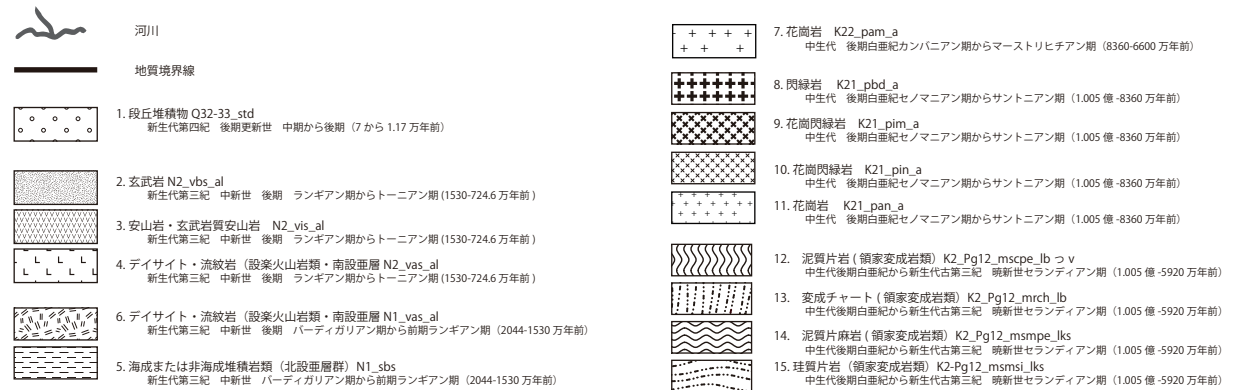 河川
地質境界線
1. 段丘堆積物 Q32-33_std
新生代第四紀　後期更新世　中期から後期（7 から 1.17 万年前）
2. 玄武岩 N2_vbs_al
新生代第三紀　中新世　後期　ランギアン期からトーニアン期 (1530-724.6 万年前 )
3. 安山岩・玄武岩質安山岩　N2_vis_al
新生代第三紀　中新世　後期　ランギアン期からトーニアン期 (1530-724.6 万年前 )
4. デイサイト・流紋岩（設楽火山岩類・南設亜層 N2_vas_al
新生代第三紀　中新世　後期　ランギアン期からトーニアン期 (1530-724.6 万年前 )
6. デイサイト・流紋岩（設楽火山岩類・南設亜層 N1_vas_al
新生代第三紀　中新世　後期　バーディガリアン期から前期ランギアン期（2044-1530 万年前）
5. 海成または非海成堆積岩類（北設亜層群）N1_sbs
新生代第三紀　中新世　バーディガリアン期から前期ランギアン期（2044-1530 万年前）
7. 花崗岩　K22_pam_a
中生代　後期白亜紀カンパニアン期からマーストリヒチアン期（8360-6600 万年前）
8. 閃緑岩　K21_pbd_a
中生代　後期白亜紀セノマニアン期からサントニアン期（1.005 億 -8360 万年前）
9. 花崗閃緑岩　K21_pim_a
中生代　後期白亜紀セノマニアン期からサントニアン期（1.005 億 -8360 万年前）
10. 花崗閃緑岩　K21_pin_a
中生代　後期白亜紀セノマニアン期からサントニアン期（1.005 億 -8360 万年前）
11. 花崗岩　K21_pan_a
中生代　後期白亜紀セノマニアン期からサントニアン期（1.005 億 -8360 万年前）
12.　泥質片岩 ( 領家変成岩類）K2_Pg12_mscpe_lb つ v
中生代後期白亜紀から新生代古第三紀　暁新世セランディアン期（1.005 億 -5920 万年前）
13.　変成チャート ( 領家変成岩類）K2_Pg12_mrch_lb
中生代後期白亜紀から新生代古第三紀　暁新世セランディアン期（1.005 億 -5920 万年前）
14.　泥質片麻岩 ( 領家変成岩類）K2_Pg12_msmpe_lks
中生代後期白亜紀から新生代古第三紀　暁新世セランディアン期（1.005 億 -5920 万年前）
15. 珪質片岩（領家変成岩類）K2-Pg12_msmsi_lks
中生代後期白亜紀から新生代古第三紀　暁新世セランディアン期（1.005 億 -5920 万年前）